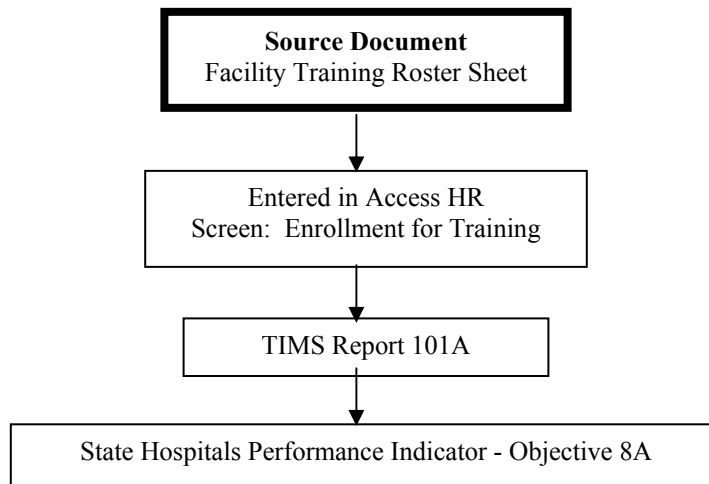 Source Document
Facility Training Roster Sheet
Entered in Access HR
Screen: Enrollment for Training
TIMS Report 101A
State Hospitals Performance Indicator - Objective 8A